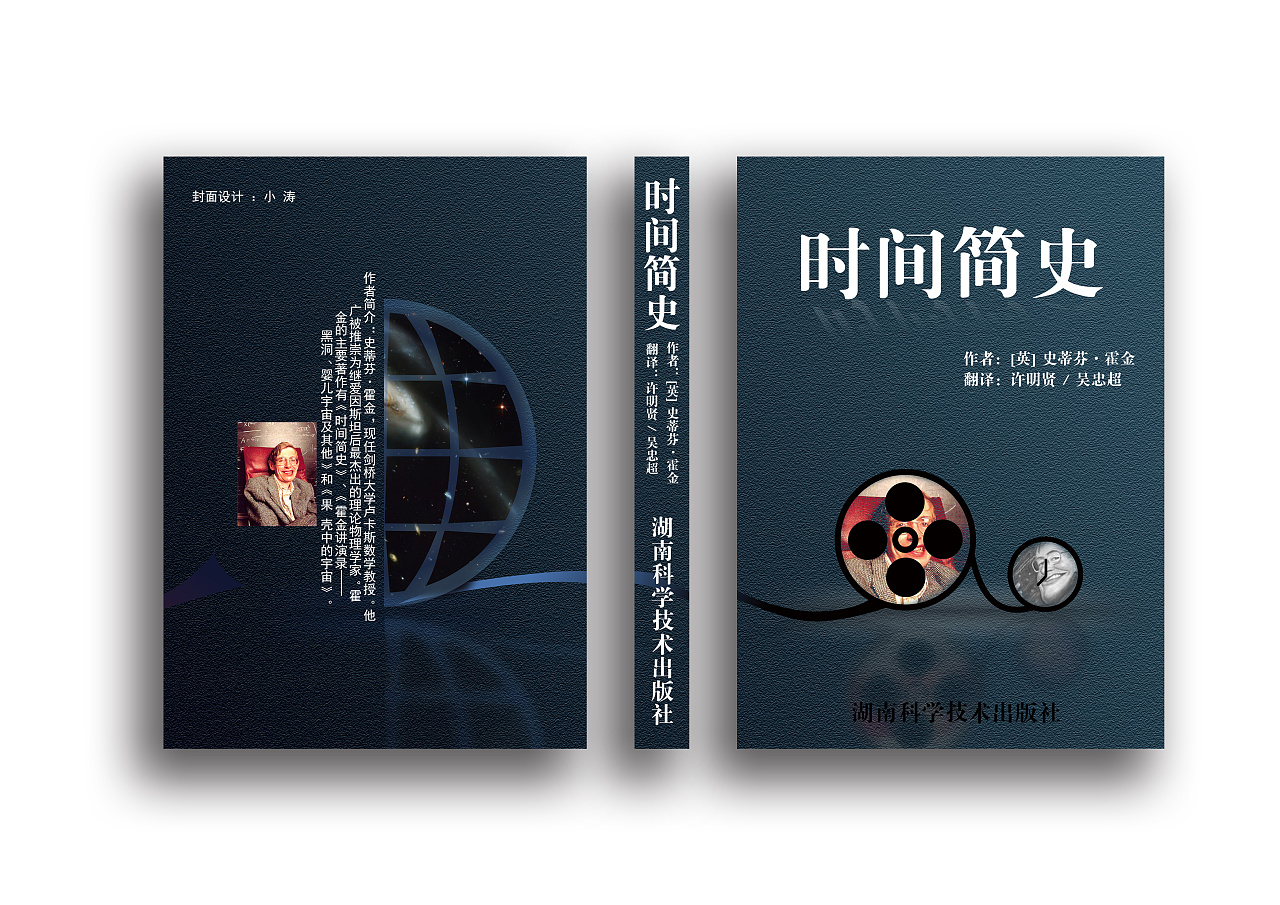 封面设计 ：小 涛
作者简介：史蒂芬·霍金，现任剑桥大学卢卡斯数学教授。他
广被推崇为继爱因斯坦后最杰出的理论物理学家。霍
金的主要著作有《时间简史》、《霍金讲演录——
黑洞、婴儿宇宙及其他》和《果 壳中的宇宙》。
时间简史
作者：[英] 史蒂芬·霍金
翻译：许明贤 / 吴忠超
湖南科学技术出版社
时间简史
作者：[英] 史蒂芬·霍金
翻译：许明贤 / 吴忠超
湖南科学技术出版社